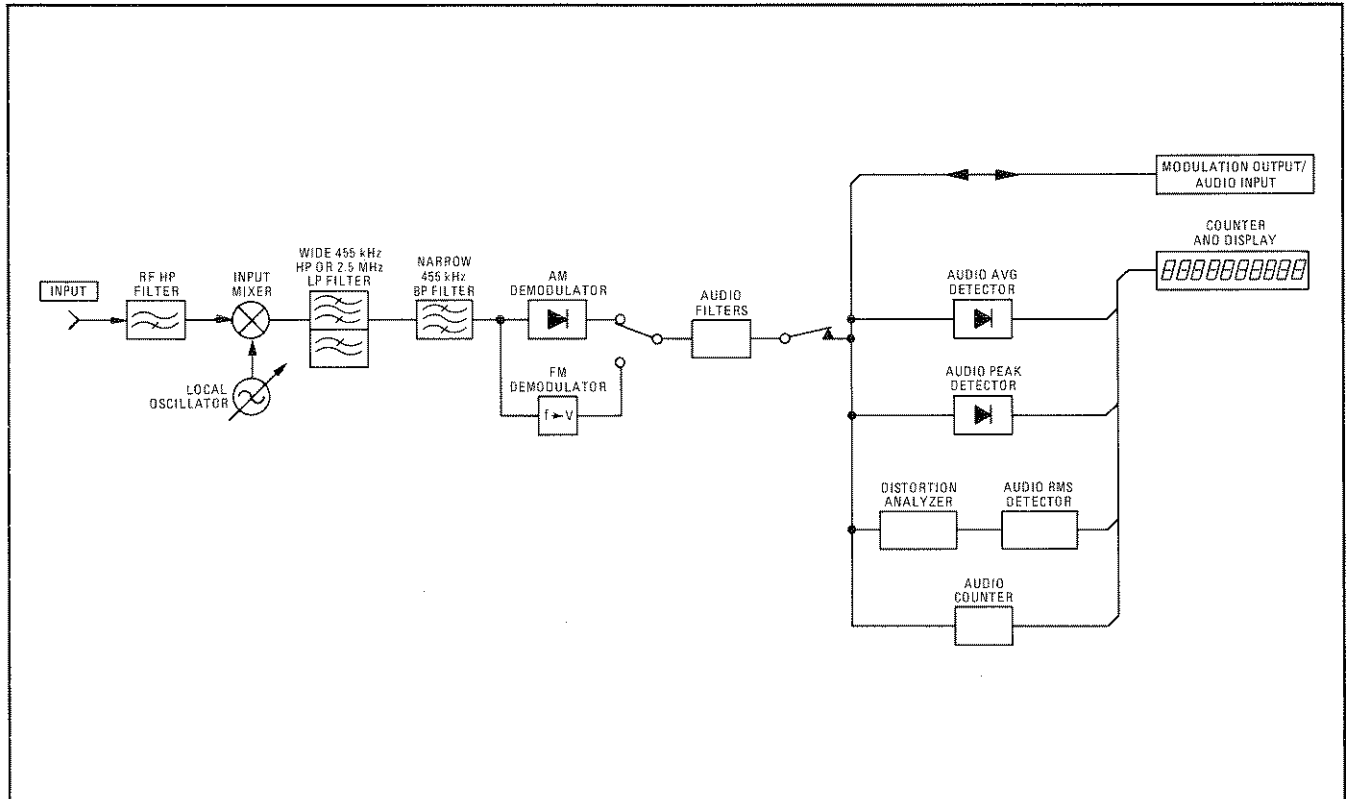 MODULATION OUTPUT/
AUDIO INPUT
COUNTER
AND DISPLAY
8888888888
INPUT
RF HP
FILTER
INPUT
MIXER
WIDE 455 kHz
HP OR 2.5 MHz
LP FILTER
NARROW
455 kHz
BP FILTER
AM
DEMODULATOR
AUDIO
FILTERS
AUDIO AVG
DETECTOR
LOCAL
OSCILLATOR
FM
DEMODULATOR
f➤V
AUDIO PEAK
DETECTOR
DISTORTION
ANALYZER
AUDIO RMS
DETECTOR
AUDIO
COUNTER